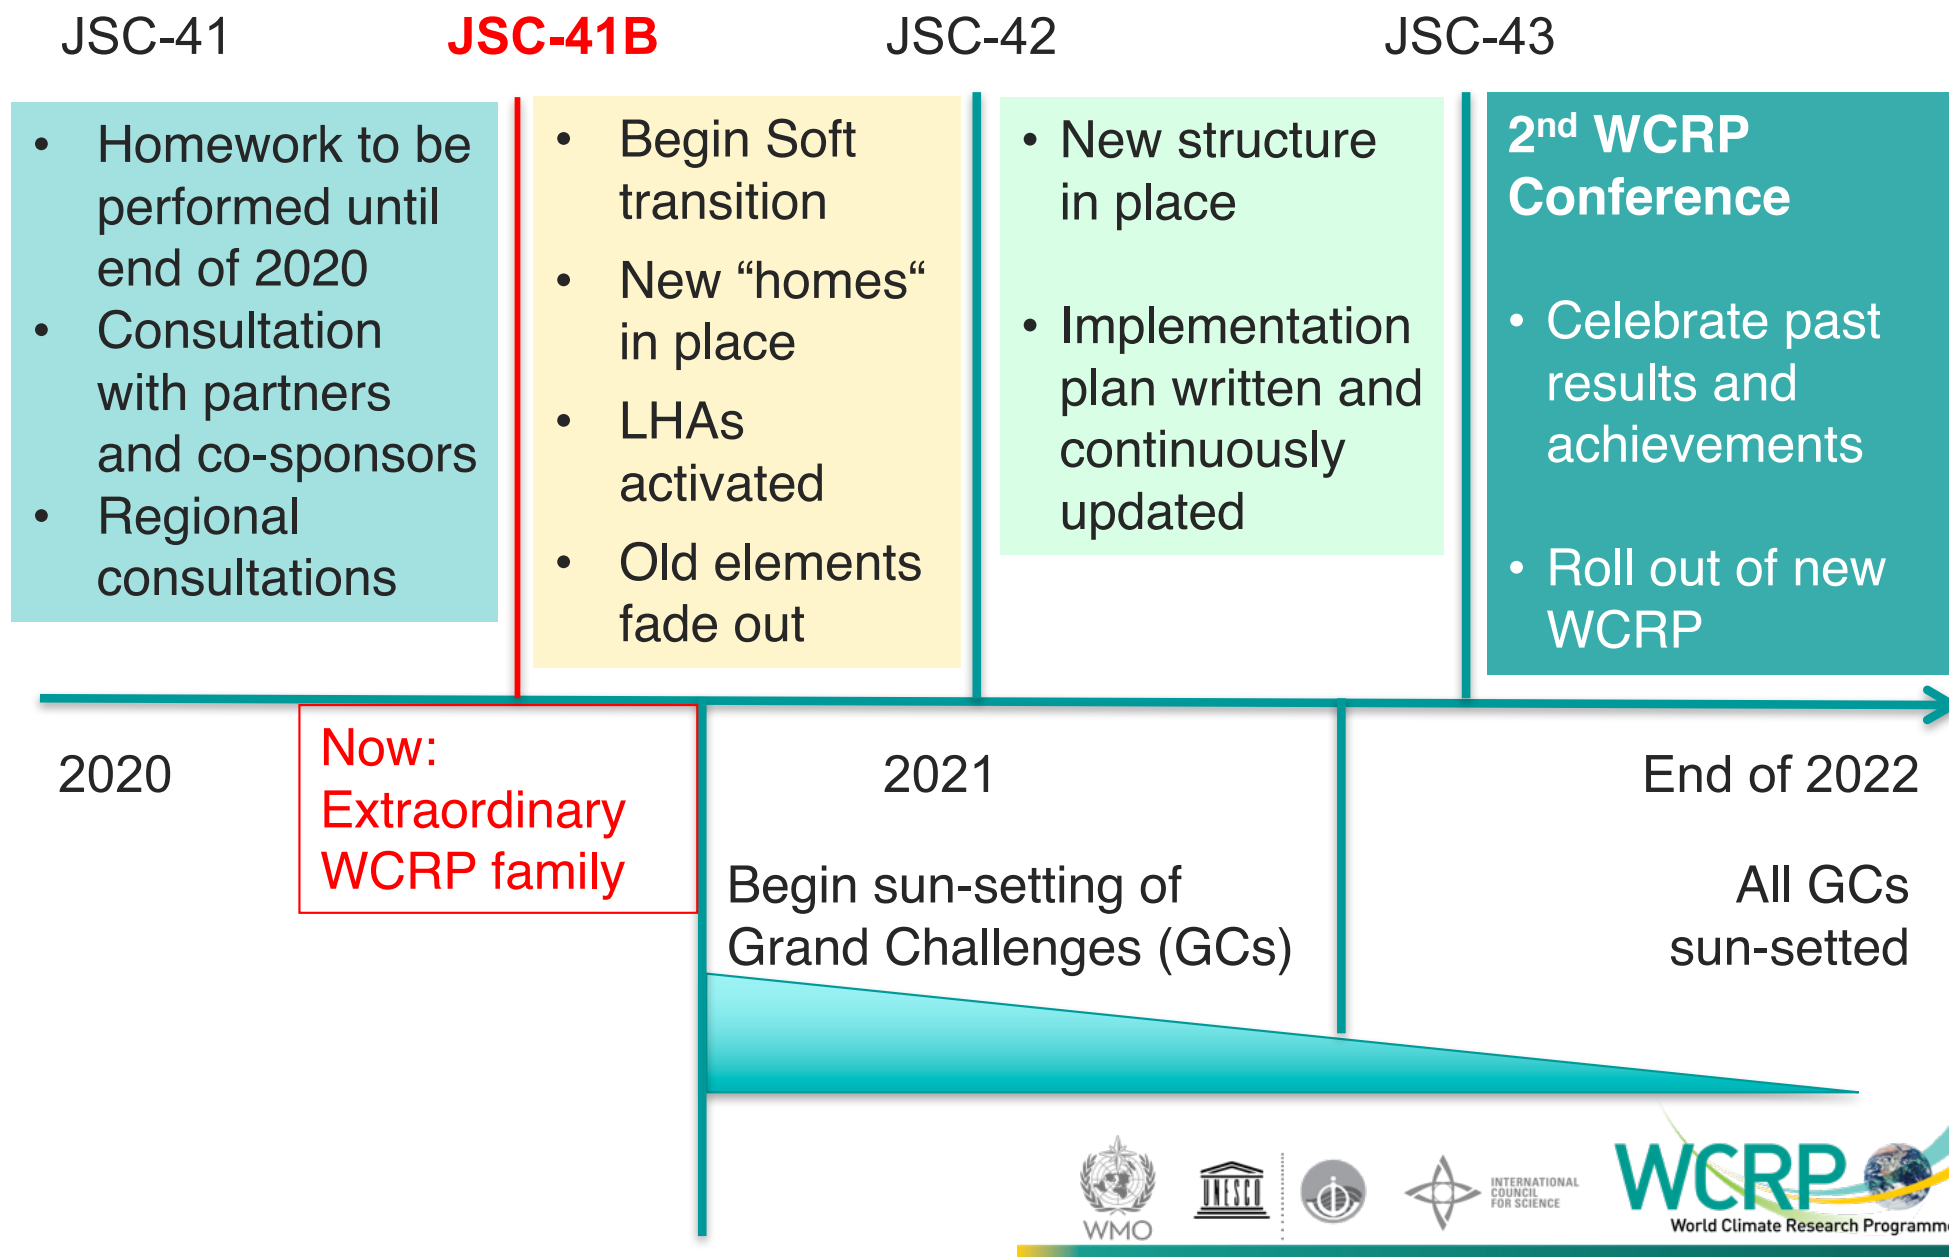 JSC-41
JSC-41B
JSC-42
JSC-43
• Homework to be
performed until
end of 2020
• Consultation
with partners
and co-sponsors
• Regional
consultations
• Begin Soft
transition
• New “homes“
in place
• LHAs
activated
• Old elements
fade out
• New structure
in place
• Implementation
plan written and
continuously
updated
2nd WCRP
Conference
• Celebrate past
results and
achievements
• Roll out of new
WCRP
2020
Now:
Extraordinary
WCRP family
2021
End of 2022
Begin sun-setting of
Grand Challenges (GCs)
All GCs
sun-setted
WMO
UNESCO
INTERNATIONAL
COUNCIL
FOR SCIENCE
WCRP
World Climate Research Programme